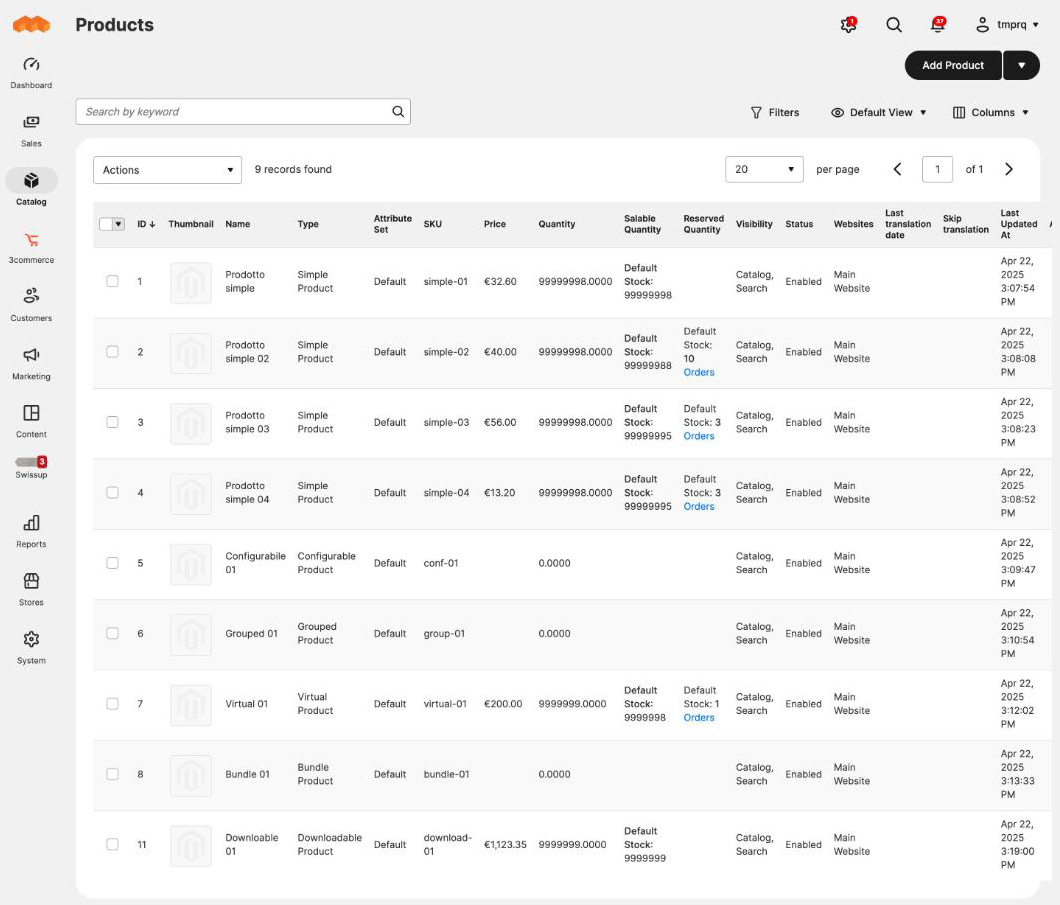 Products
1
37
tmprq
Add Product
Search by keyword
Filters
Default View
Columns
Dashboard
Sales
Catalog
3commerce
Customers
Marketing
Content
3
Swissup
Reports
Stores
System
Actions
9 records found
20
per page
1
of 1
ID Thumbnail Name Type Attribute Set SKU Price Quantity Salable Quantity Reserved Quantity Visibility Status Websites Last translation date Skip translation Last Updated At
1 Prodotto simple Simple Product Default simple-01 €32.60 99999998.0000 Default Stock: 99999998 Catalog, Search Enabled Main Website Apr 22, 2025 3:07:54 PM
2 Prodotto simple 02 Simple Product Default simple-02 €40.00 99999998.0000 Default Stock: 99999988 Default Stock: 10 Orders Catalog, Search Enabled Main Website Apr 22, 2025 3:08:08 PM
3 Prodotto simple 03 Simple Product Default simple-03 €56.00 99999998.0000 Default Stock: 99999995 Default Stock: 3 Orders Catalog, Search Enabled Main Website Apr 22, 2025 3:08:23 PM
4 Prodotto simple 04 Simple Product Default simple-04 €13.20 99999998.0000 Default Stock: 99999995 Default Stock: 3 Orders Catalog, Search Enabled Main Website Apr 22, 2025 3:08:52 PM
5 Configurabile 01 Configurable Product Default conf-01 0.0000 Catalog, Search Enabled Main Website Apr 22, 2025 3:09:47 PM
6 Grouped 01 Grouped Product Default group-01 0.0000 Catalog, Search Enabled Main Website Apr 22, 2025 3:10:54 PM
7 Virtual 01 Virtual Product Default virtual-01 €200.00 9999999.0000 Default Stock: 9999998 Default Stock: 1 Orders Catalog, Search Enabled Main Website Apr 22, 2025 3:12:02 PM
8 Bundle 01 Bundle Product Default bundle-01 0.0000 Catalog, Search Enabled Main Website Apr 22, 2025 3:13:33 PM
11 Downloable 01 Downloadable Product Default download-01 €1,123.35 9999999.0000 Default Stock: 9999999 Catalog, Search Enabled Main Website Apr 22, 2025 3:19:00 PM